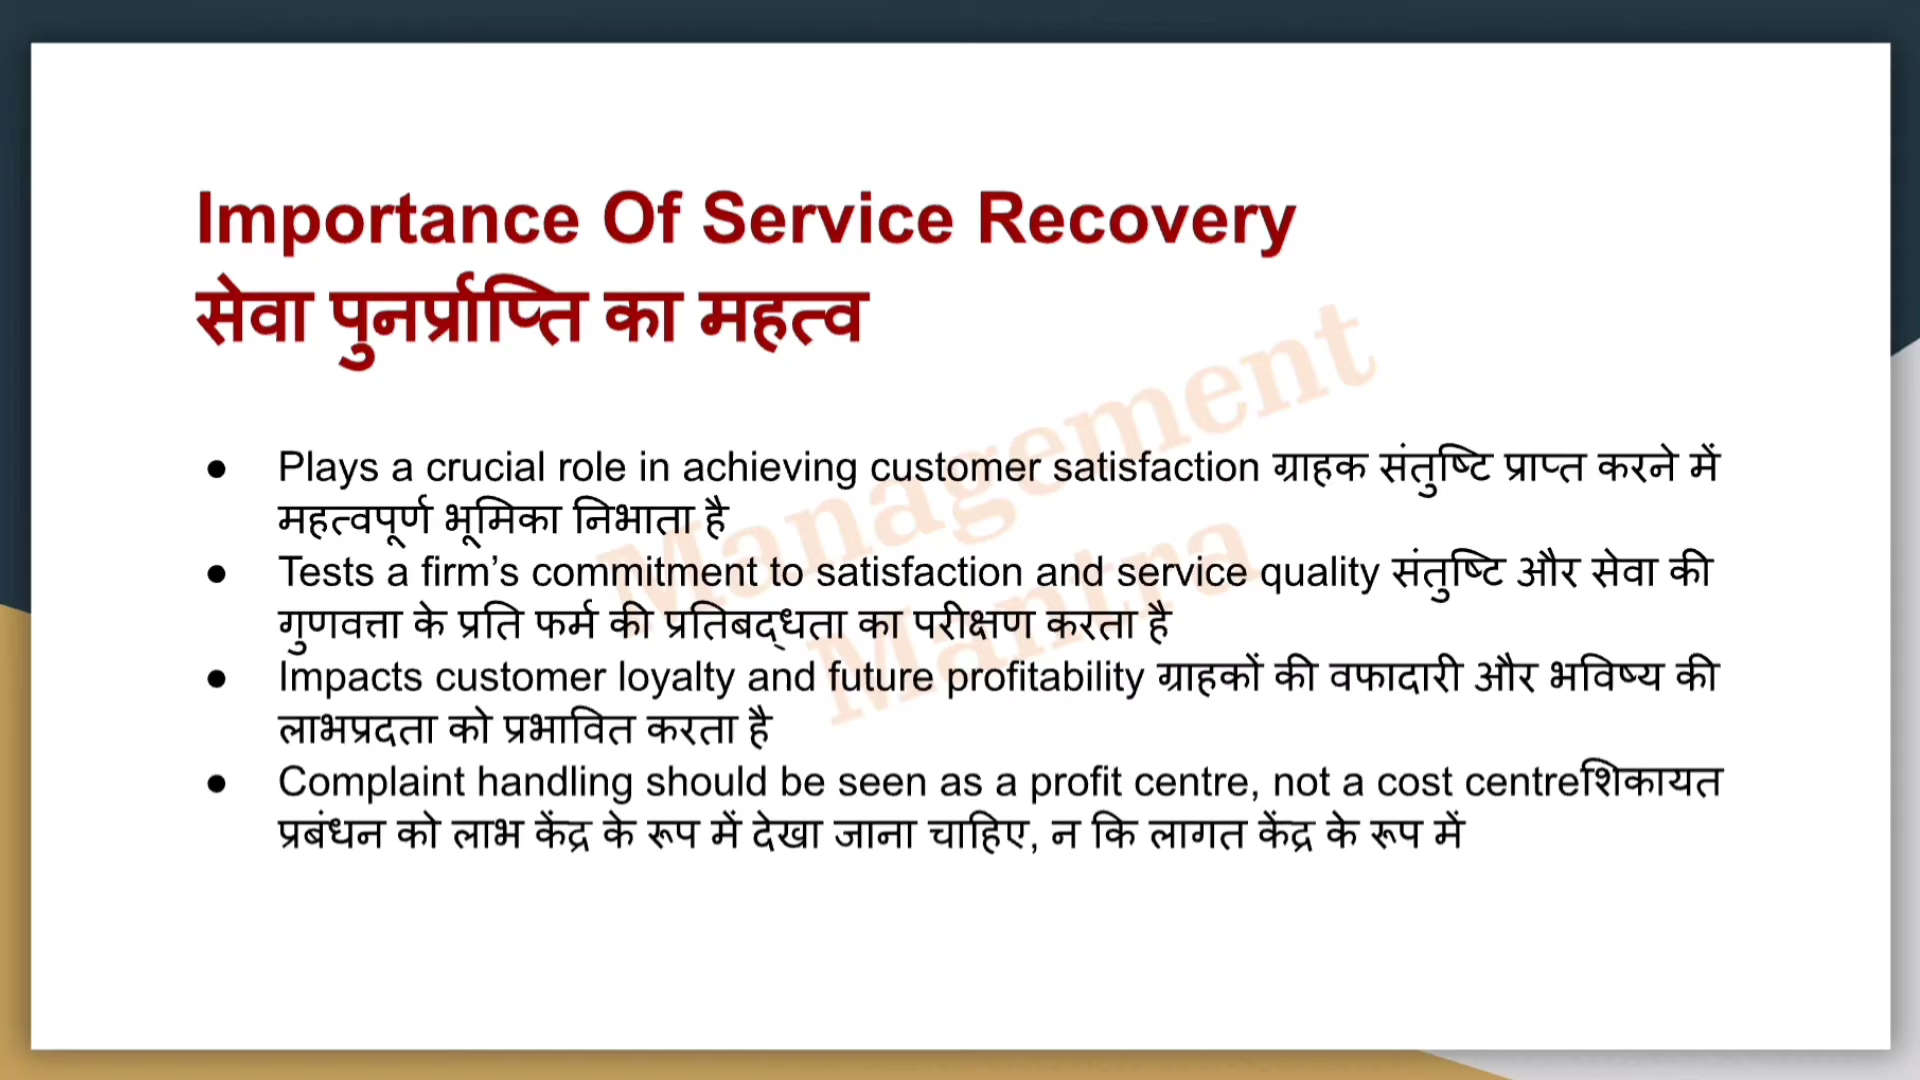 Importance Of Service Recovery
सेवा पुनर्प्राप्ति का महत्व
● Plays a crucial role in achieving customer satisfaction ग्राहक संतुष्टि प्राप्त करने में
महत्वपूर्ण भूमिका निभाता है
● Tests a firm’s commitment to satisfaction and service quality संतुष्टि और सेवा की
गुणवत्ता के प्रति फर्म की प्रतिबद्धता का परीक्षण करता है
● Impacts customer loyalty and future profitability ग्राहकों की वफादारी और भविष्य की
लाभप्रदता को प्रभावित करता है
● Complaint handling should be seen as a profit centre, not a cost centreशिकायत
प्रबंधन को लाभ केंद्र के रूप में देखा जाना चाहिए, न कि लागत केंद्र के रूप में
Management
Mantra